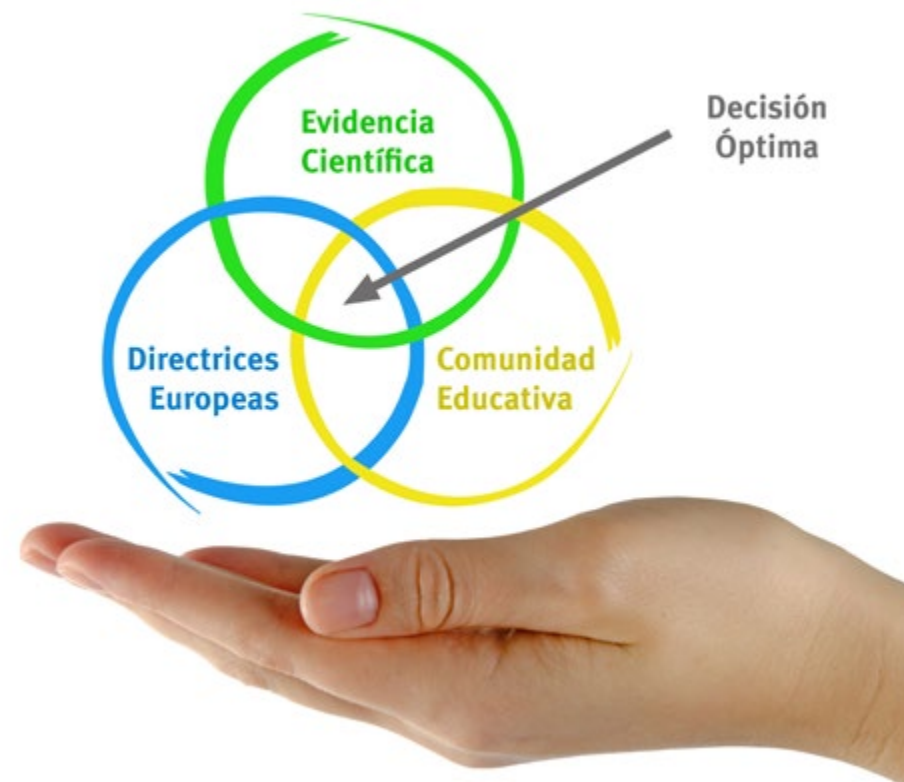 Evidencia
Científica
Decisión
Óptima
Directrices
Europeas
Comunidad
Educativa